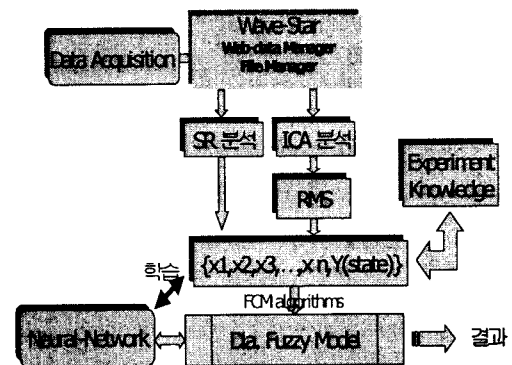 Wave-Star
Web-data Manager
File Manager
Data Acquisition
SR 분석
ICA 분석
Experiment
Knowledge
RMS
{x1,x2,x3,...,x n,Y(state)}
학습
FCM algorithms
Neural-Network
Dia. Fuzzy Model
결과